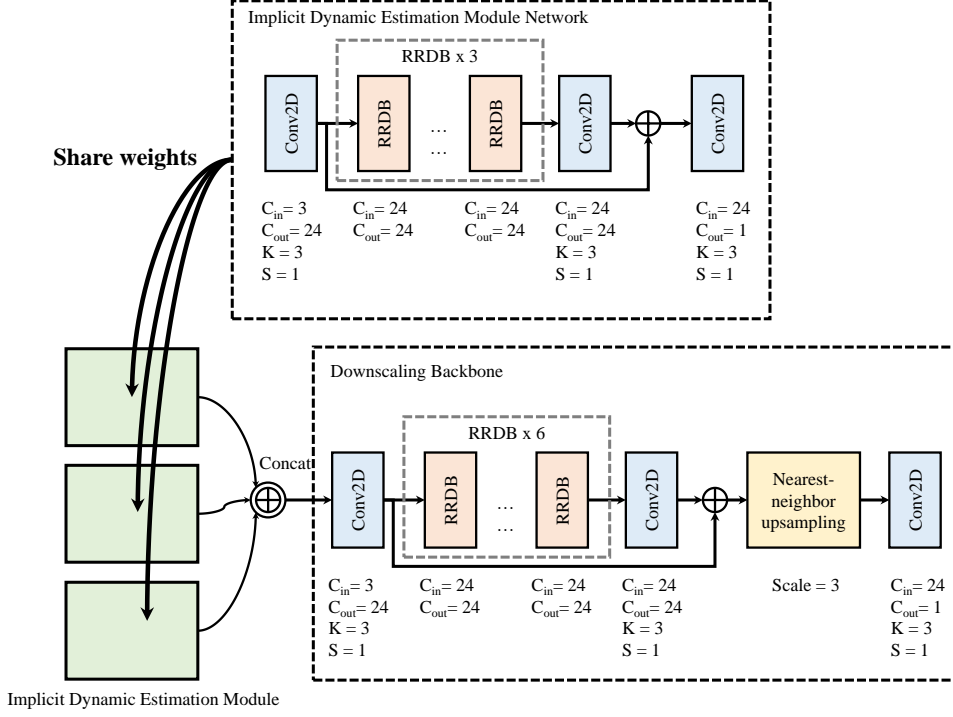 Implicit Dynamic Estimation Module Network
RRDB x 3
Conv2D
RRDB
...
...
RRDB
Conv2D
Conv2D
Share weights
C_in= 3
C_out= 24
K = 3
S = 1
C_in= 24
C_out= 24
C_in= 24
C_out= 24
C_in= 24
C_out= 24
K = 3
S = 1
C_in= 24
C_out= 1
K = 3
S = 1
Downscaling Backbone
RRDB x 6
Concat
Conv2D
RRDB
...
...
RRDB
Conv2D
Nearest-
neighbor
upsampling
Conv2D
C_in= 3
C_out= 24
K = 3
S = 1
C_in= 24
C_out= 24
C_in= 24
C_out= 24
C_in= 24
C_out= 24
K = 3
S = 1
Scale = 3
C_in= 24
C_out= 1
K = 3
S = 1
Implicit Dynamic Estimation Module